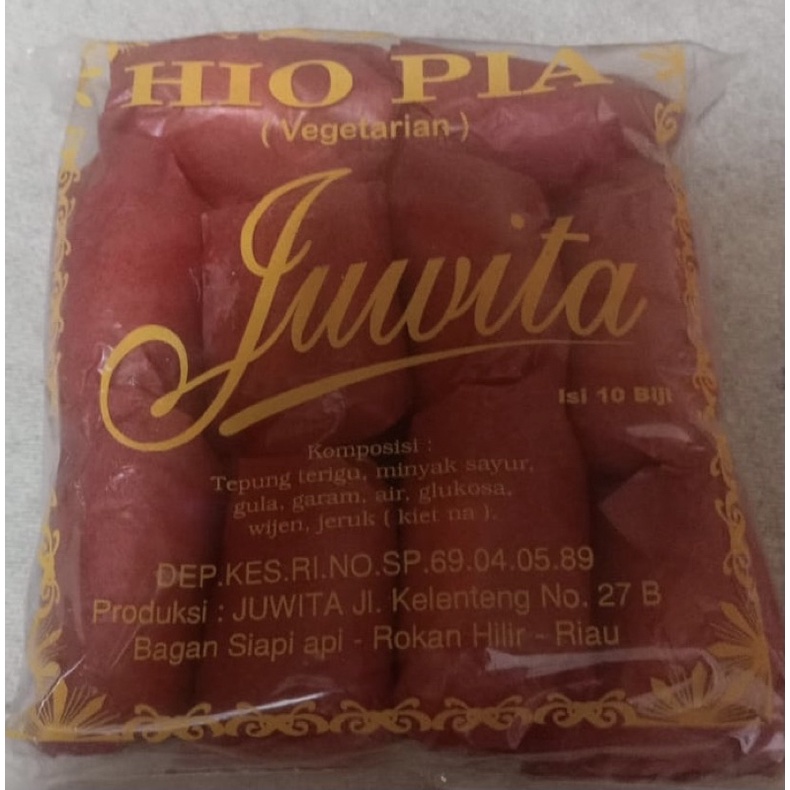 HIO PIA
( Vegetarian )
Juwita
Isi 10 Biji
Komposisi :
Tepung terigu, minyak sayur,
gula, garam, air, glukosa,
wijen, jeruk ( kiet na ).
DEP.KES.RI.NO.SP.69.04.05.89
Produksi : JUWITA Jl. Kelenteng No. 27 B
Bagan Siapi api - Rokan Hilir - Riau